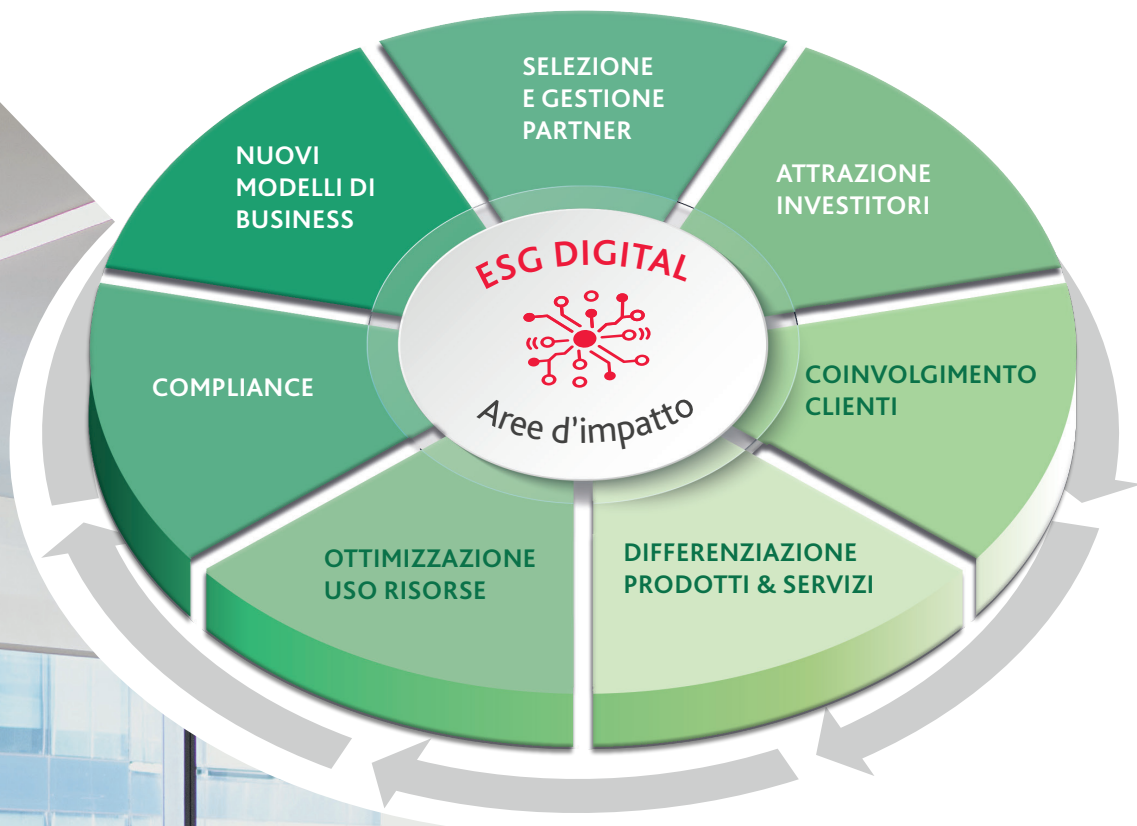 SELEZIONE
E GESTIONE
PARTNER
ATTRAZIONE
INVESTITORI
COINVOLGIMENTO
CLIENTI
DIFFERENZIAZIONE
PRODOTTI & SERVIZI
OTTIMIZZAZIONE
USO RISORSE
COMPLIANCE
NUOVI
MODELLI DI
BUSINESS
ESG DIGITAL
Aree d'impatto